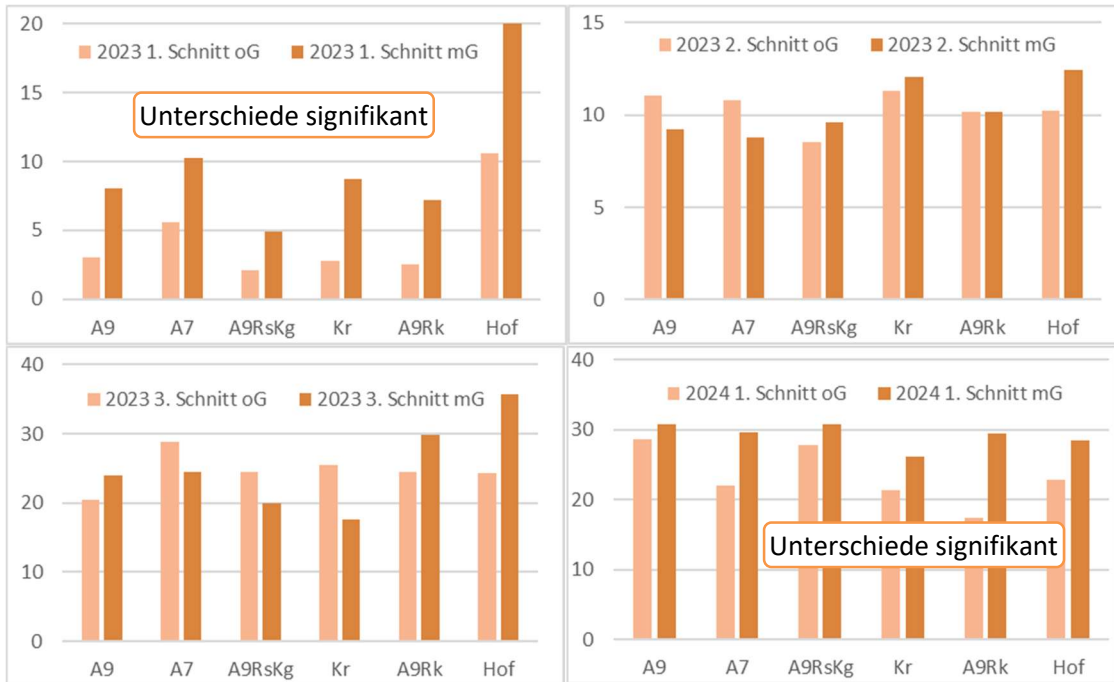 20
15
10
5
0
2023 1. Schnitt oG 2023 1. Schnitt mG
Unterschiede signifikant
A9 A7 A9RsKg Kr A9Rk Hof
15
10
5
0
2023 2. Schnitt oG 2023 2. Schnitt mG
A9 A7 A9RsKg Kr A9Rk Hof
40
30
20
10
0
2023 3. Schnitt oG 2023 3. Schnitt mG
A9 A7 A9RsKg Kr A9Rk Hof
40
30
20
10
0
2024 1. Schnitt oG 2024 1. Schnitt mG
Unterschiede signifikant
A9 A7 A9RsKg Kr A9Rk Hof